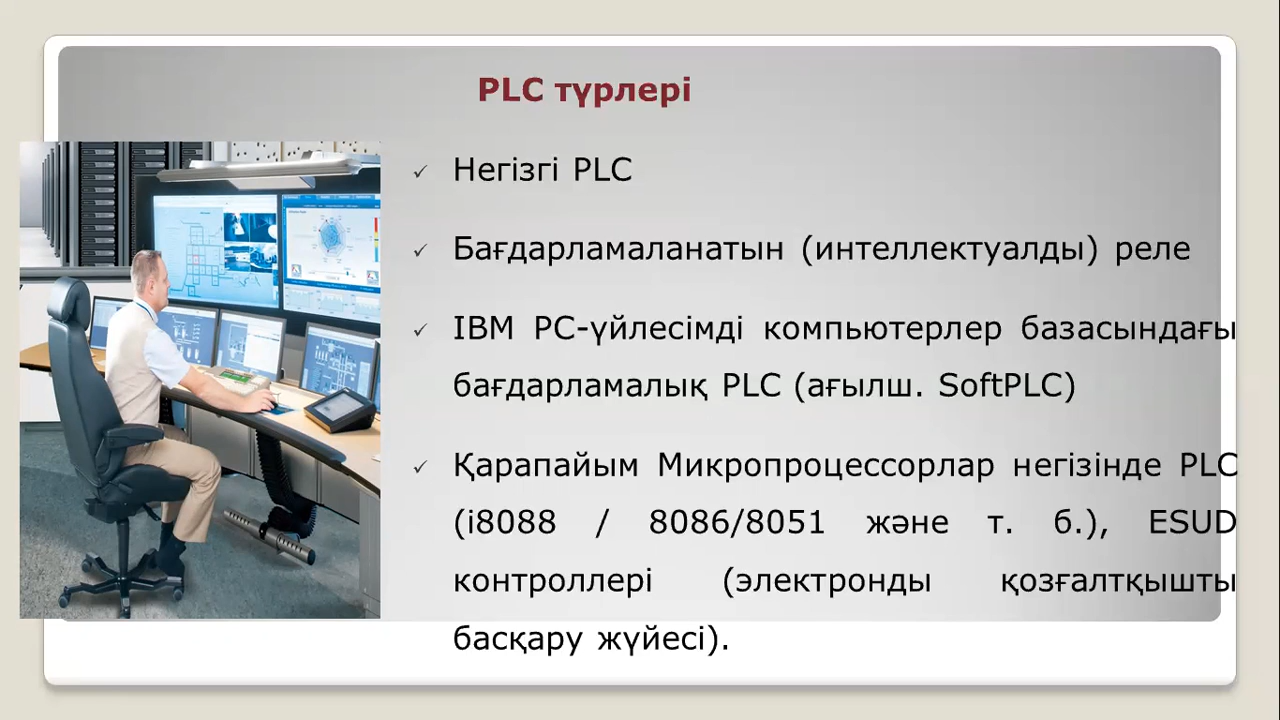 PLC түрлері
Негізгі PLC
Бағдарламаланатын (интеллектуалды) реле
IBM PC-үйлесімді компьютерлер базасындағы
бағдарламалық PLC (ағылш. SoftPLC)
Қарапайым Микропроцессорлар негізінде PLC
(i8088 / 8086/8051 және т. б.), ESUD
контроллері (электронды қозғалтқышты
басқару жүйесі).